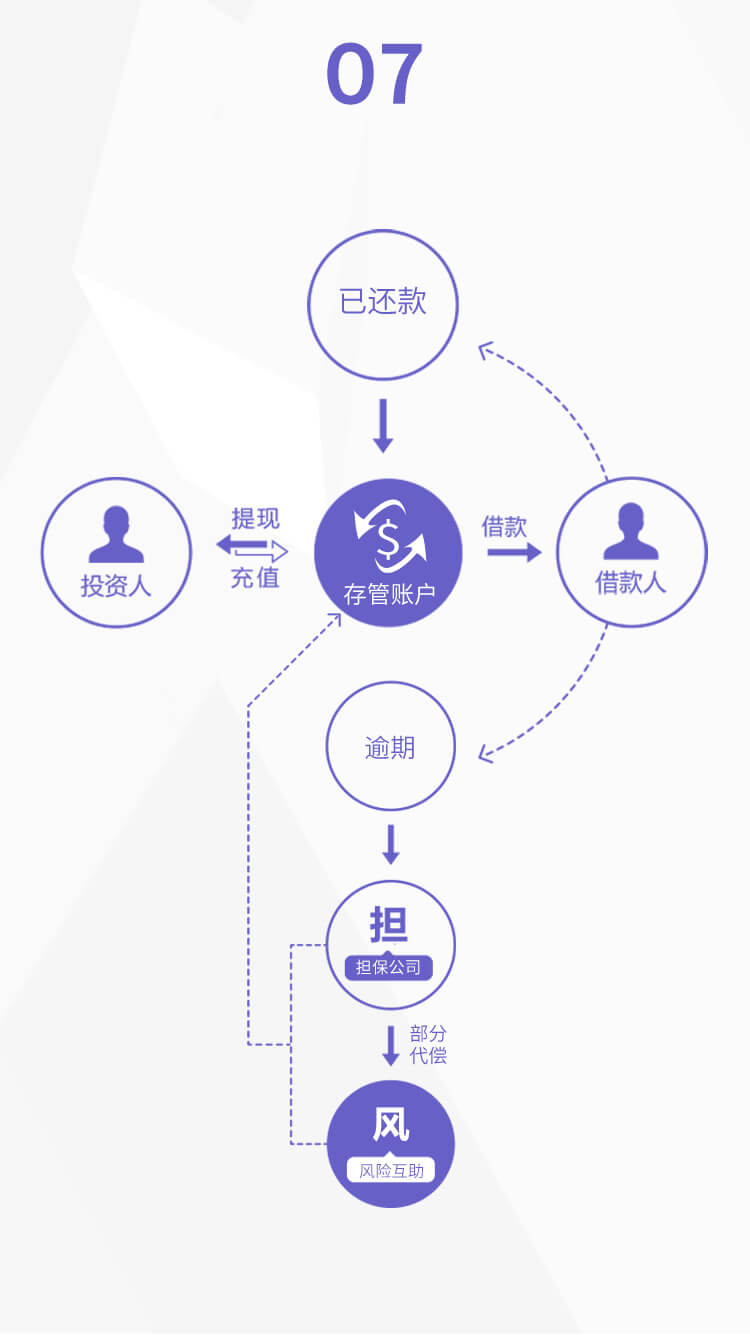 07
已还款
投资人
提现
充值
$
存管账户
借款
借款人
逾期
担
担保公司
部分
代偿
风
风险互助